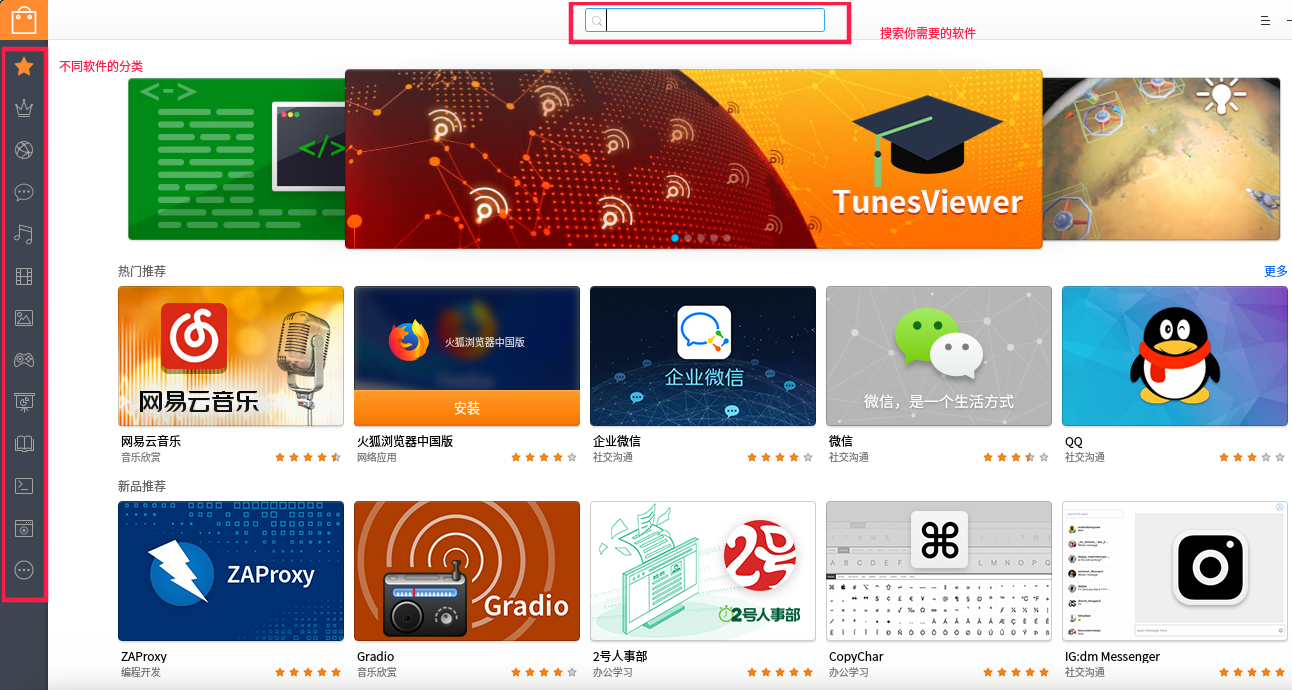 搜索你需要的软件
不同软件的分类
<->
</>
TunesViewer
热门推荐
更多
网易云音乐
火狐浏览器中国版
安装
企业微信
微信，是一个生活方式
网易云音乐
火狐浏览器中国版
企业微信
微信
QQ
音乐欣赏
网络应用
社交沟通
社交沟通
社交沟通
新品推荐
ZAProxy
Gradio
2号
2号人事部
⌘
A B C D E F
L M N O P Q
ZAProxy
Gradio
2号人事部
CopyChar
IG:dm Messenger
编程开发
音乐欣赏
办公学习
办公学习
社交沟通